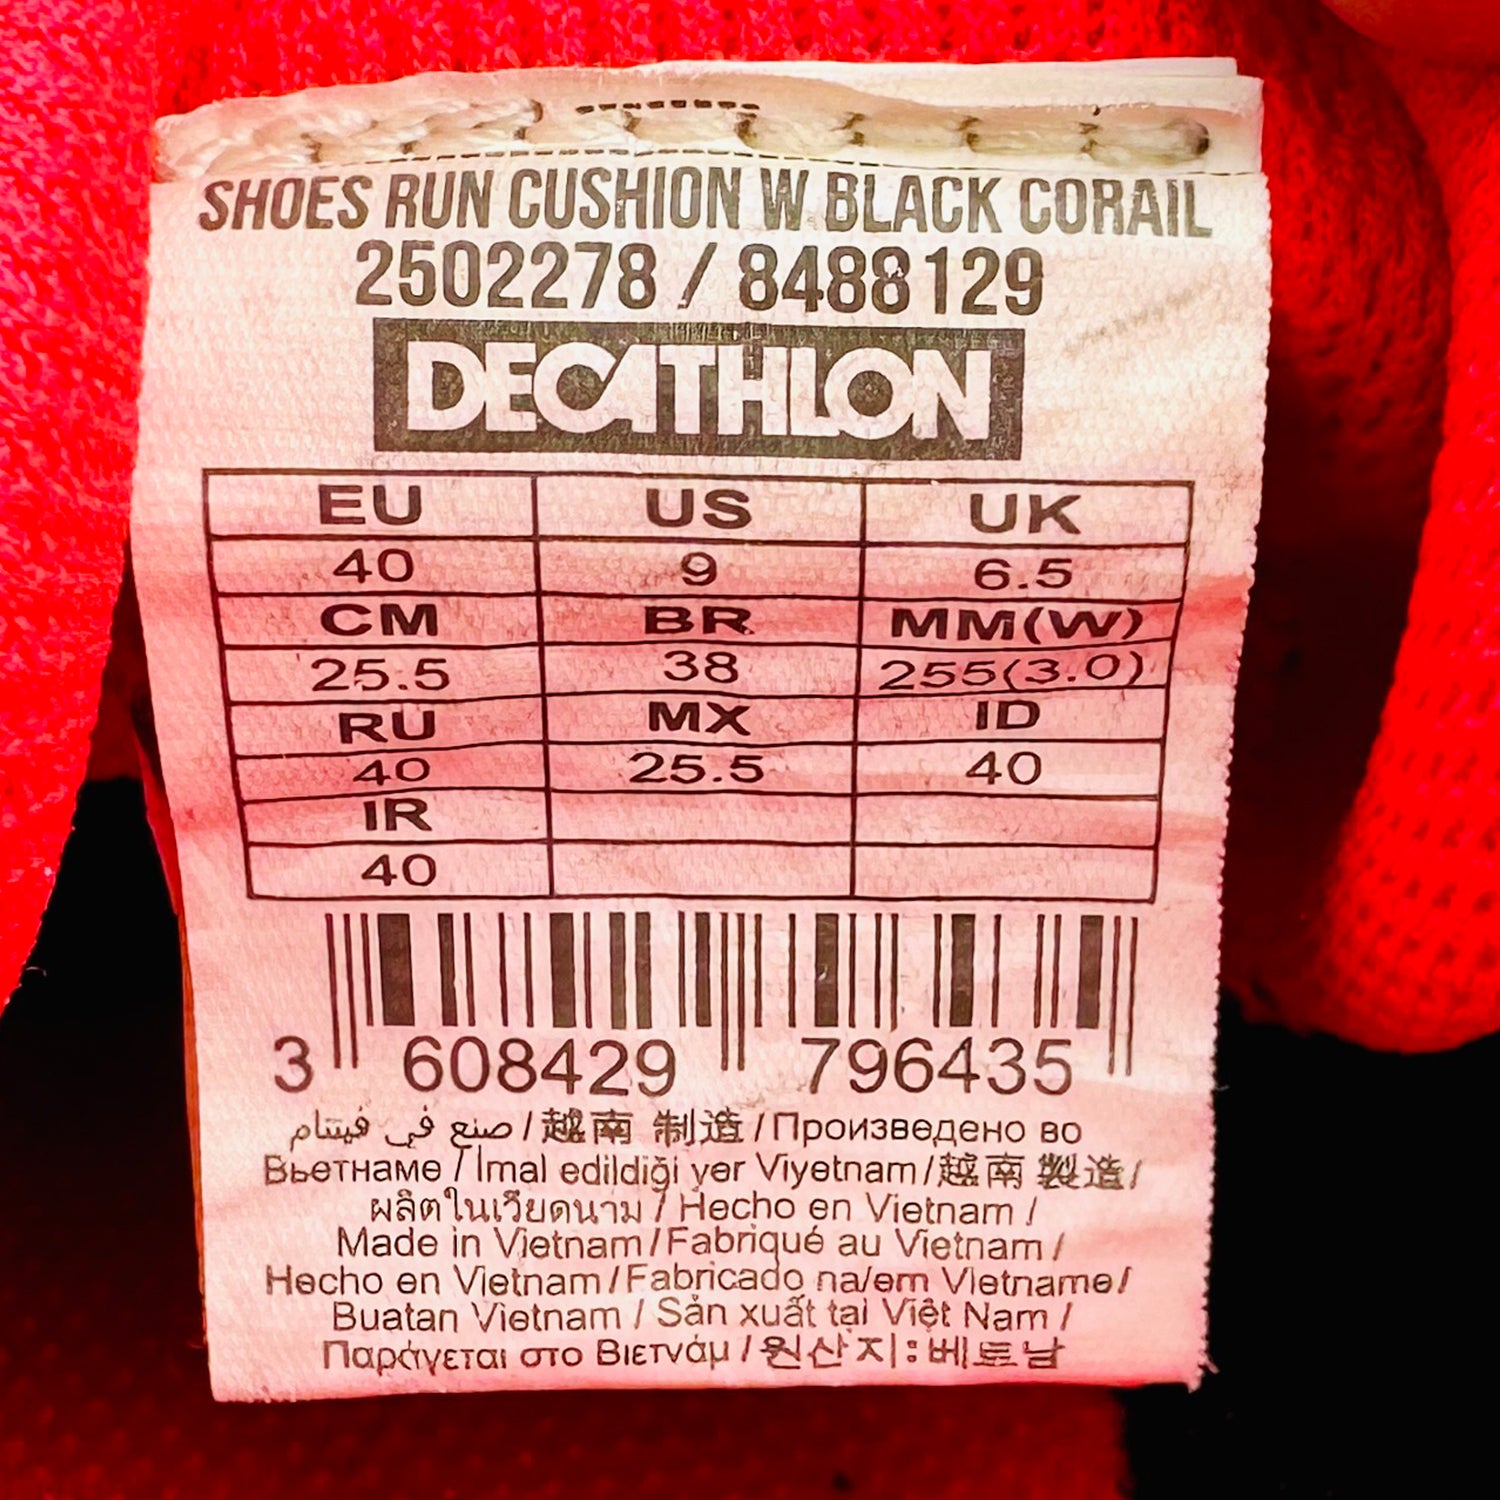 SHOES RUN CUSHION W BLACK CORAIL
2502278 / 8488129
DECATHLON
EU US UK
40 9 6.5
CM BR MM(W)
25.5 38 255(3.0)
RU MX ID
40 25.5 40
IR
40
3 608429 796435
صنع في فيتنام / 越南 制造 / Произведено во
Вьетнаме / İmal edildiği yer Viyetnam / 越南 製造 /
ผลิตในเวียดนาม / Hecho en Vietnam /
Made in Vietnam / Fabriqué au Vietnam /
Hecho en Vietnam / Fabricado na/em Vietname /
Buatan Vietnam / Sản xuất tại Việt Nam /
Παράγεται στο Βιετνάμ / 원산지:베트남